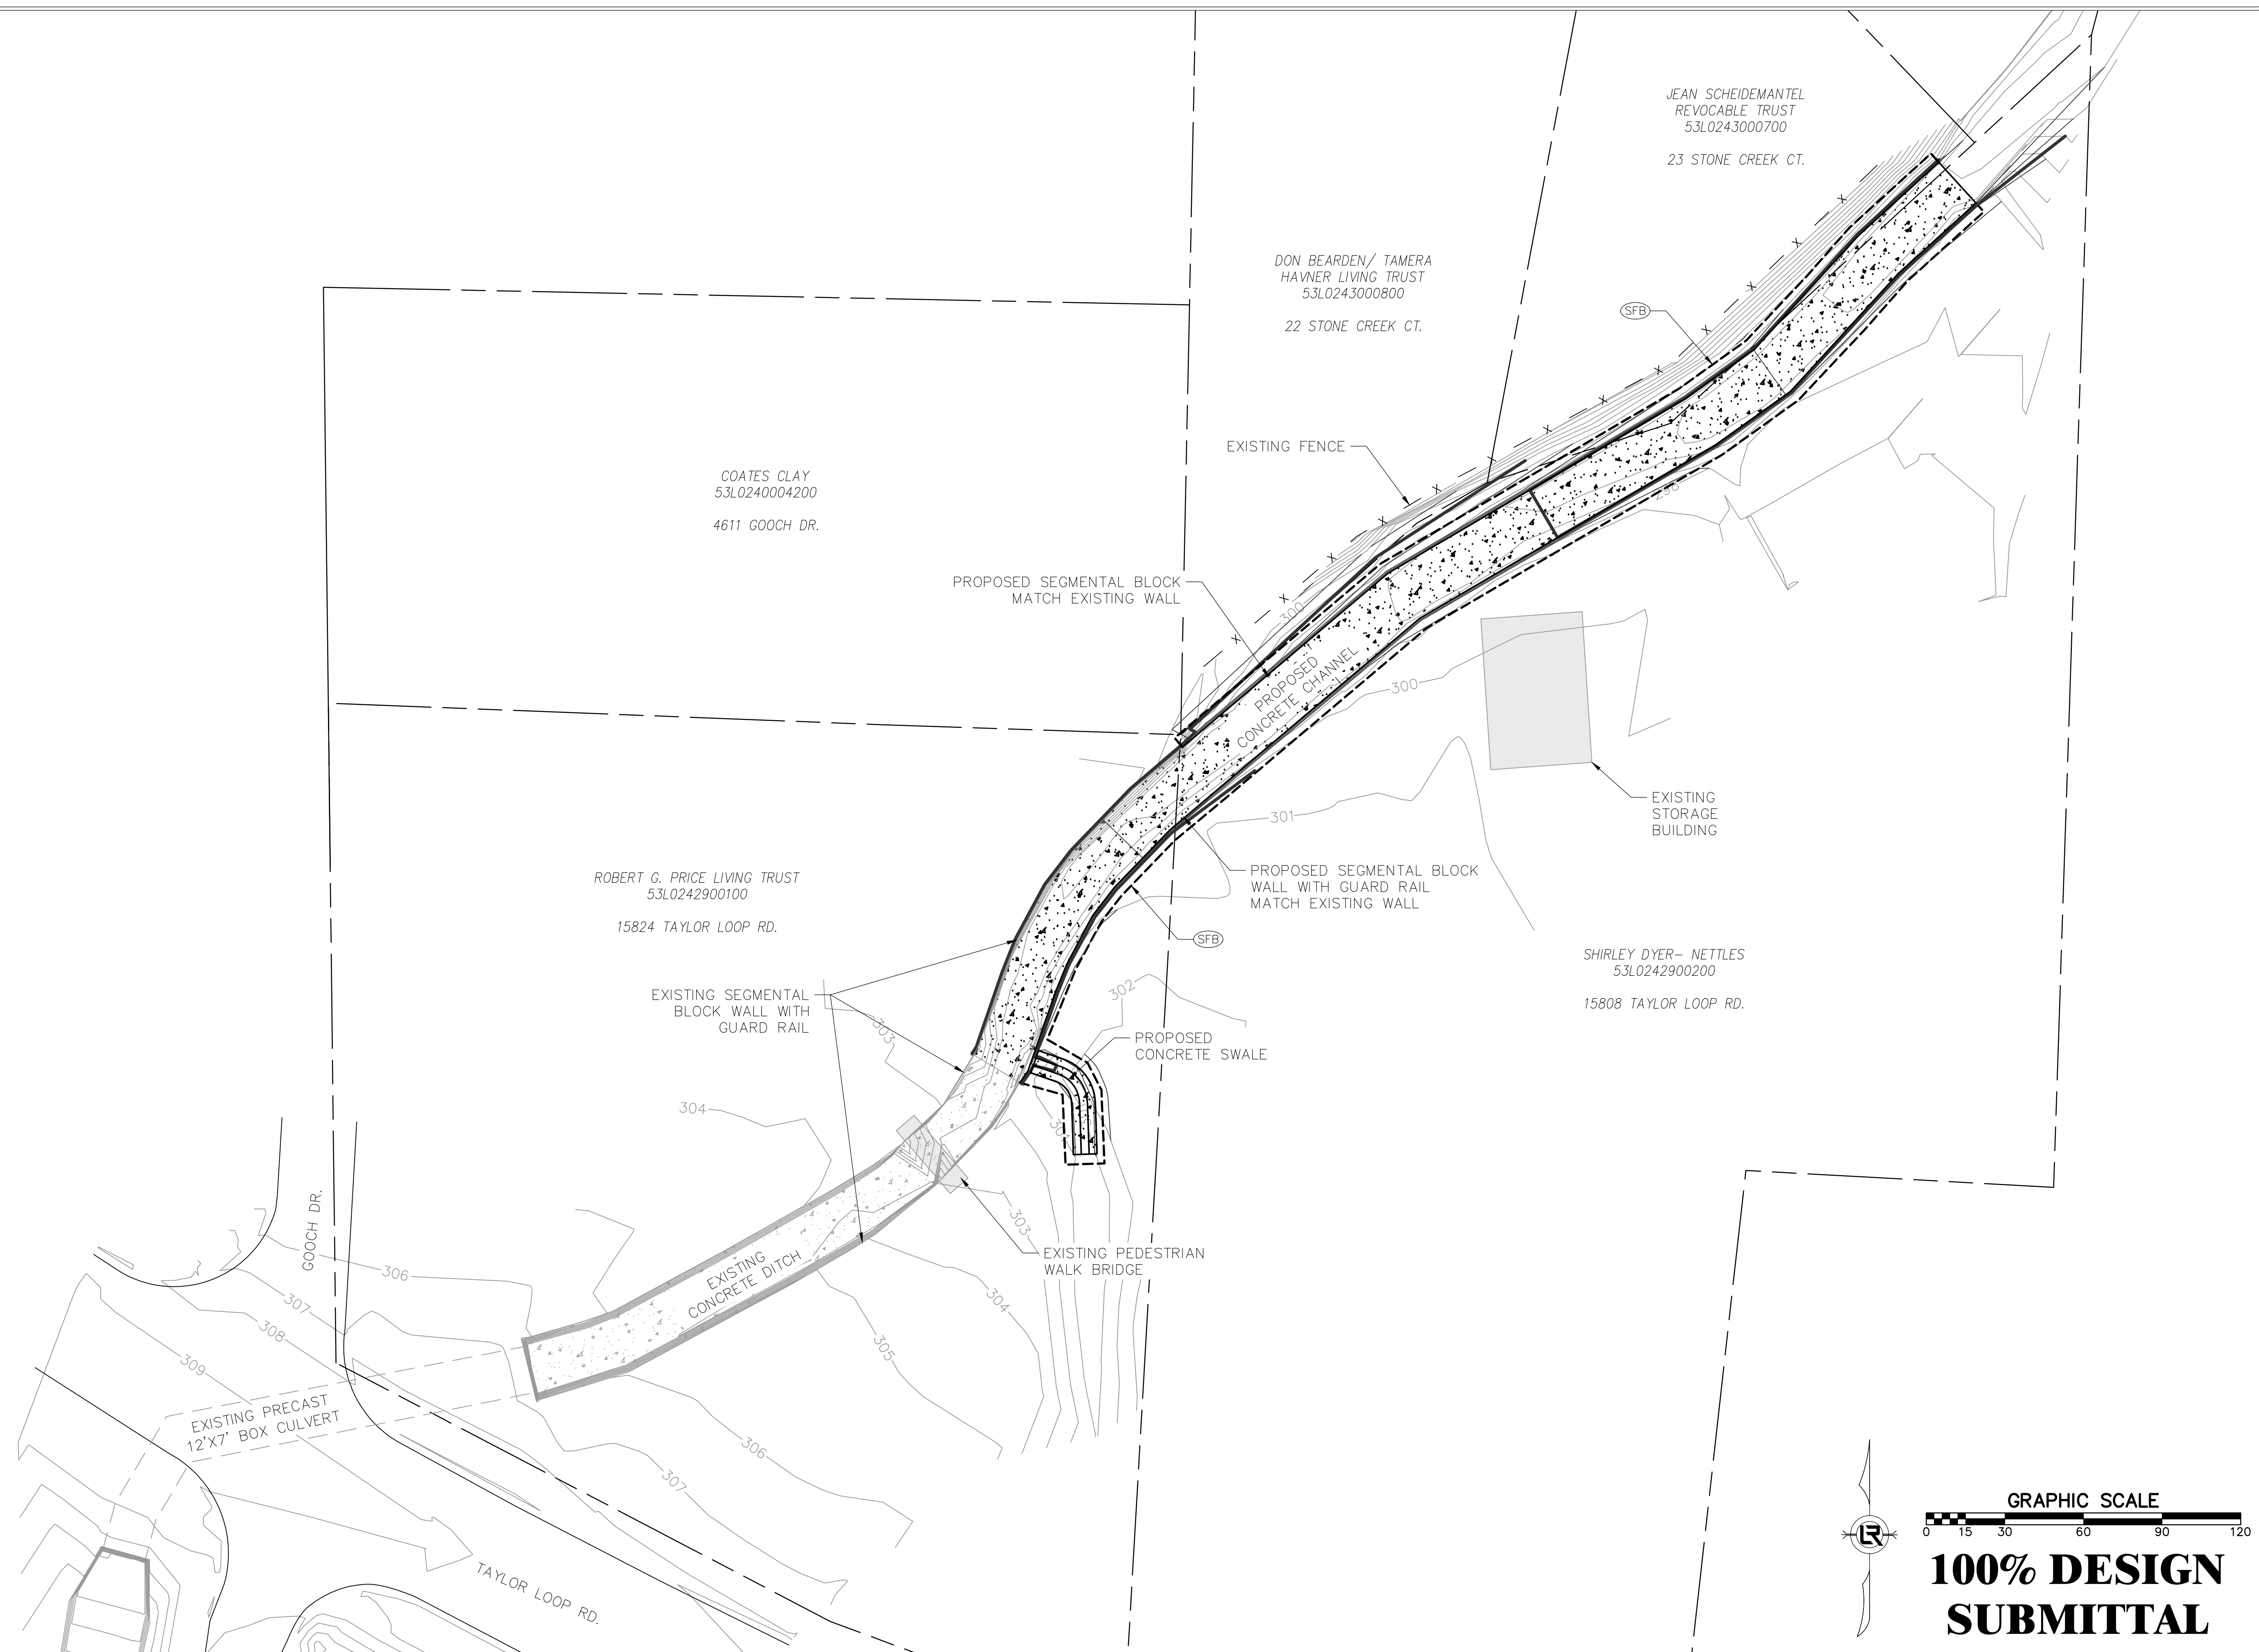 JEAN SCHEIDEMANTEL
REVOCABLE TRUST
53L0243000700
23 STONE CREEK CT.
DON BEARDEN/ TAMERA
HAVNER LIVING TRUST
53L0243000800
22 STONE CREEK CT.
SFB
EXISTING FENCE
COATES CLAY
53L0240004200
4611 GOOCH DR.
PROPOSED SEGMENTAL BLOCK
MATCH EXISTING WALL
300
PROPOSED
CONCRETE CHANNEL
300
EXISTING
STORAGE
BUILDING
301
PROPOSED SEGMENTAL BLOCK
WALL WITH GUARD RAIL
MATCH EXISTING WALL
ROBERT G. PRICE LIVING TRUST
53L0242900100
15824 TAYLOR LOOP RD.
SFB
SHIRLEY DYER- NETTLES
53L0242900200
15808 TAYLOR LOOP RD.
EXISTING SEGMENTAL
BLOCK WALL WITH
GUARD RAIL
302
303
PROPOSED
CONCRETE SWALE
304
303
EXISTING PEDESTRIAN
WALK BRIDGE
GOOCH DR.
EXISTING
CONCRETE DITCH
306
307
308
309
304
305
EXISTING PRECAST
12'X7' BOX CULVERT
306
307
TAYLOR LOOP RD.
LR
GRAPHIC SCALE
0 15 30 60 90 120
100% DESIGN
SUBMITTAL